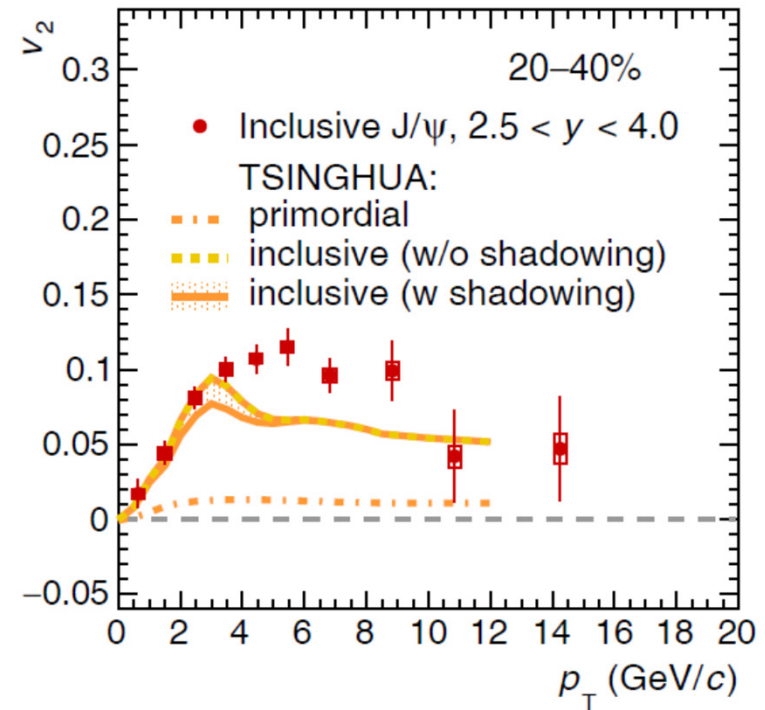 v₂
0.3
0.25
0.2
0.15
0.1
0.05
0
−0.05
20–40%
Inclusive J/ψ, 2.5 < y < 4.0
TSINGHUA:
primordial
inclusive (w/o shadowing)
inclusive (w shadowing)
0 2 4 6 8 10 12 14 16 18 20
p_T (GeV/c)